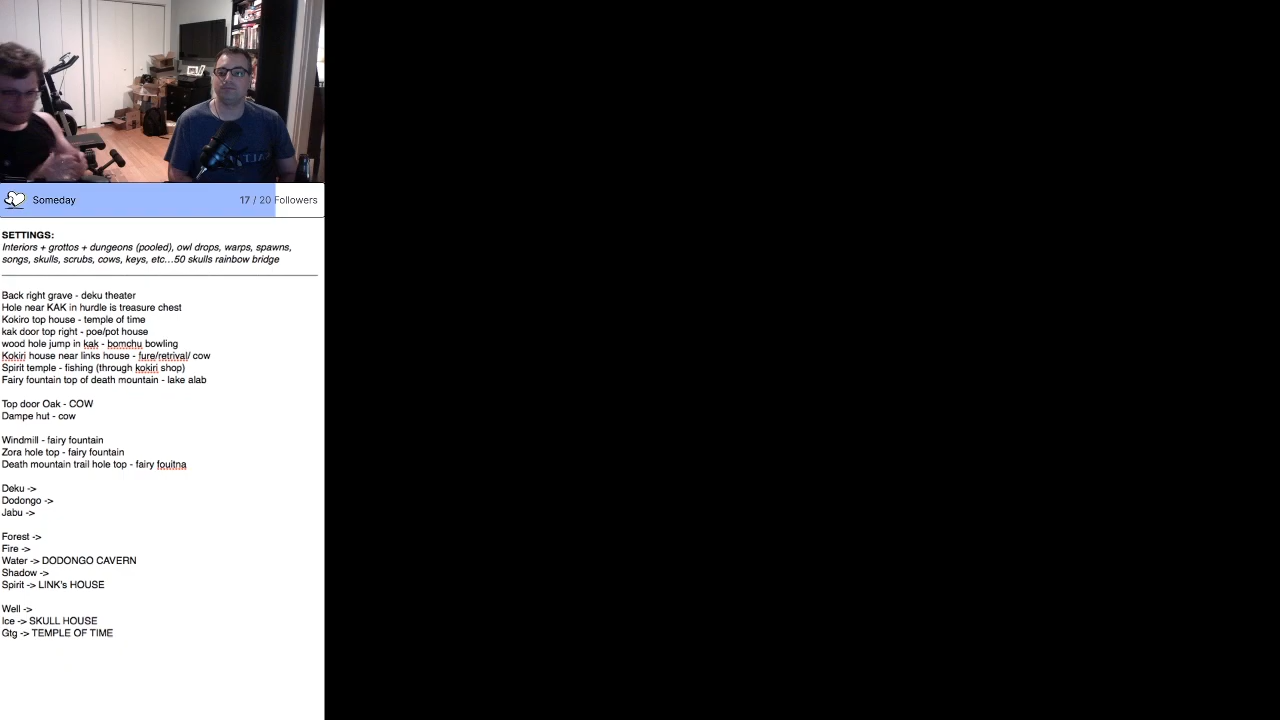 Someday
17 / 20 Followers
SETTINGS:
Interiors + grottos + dungeons (pooled), owl drops, warps, spawns,
songs, skulls, scrubs, cows, keys, etc...50 skulls rainbow bridge
Back right grave - deku theater
Hole near KAK in hurdle is treasure chest
Kokiro top house - temple of time
kak door top right - poe/pot house
wood hole jump in kak - bomchu bowling
Kokiri house near links house - fure/retrival/ cow
Spirit temple - fishing (through kokiri shop)
Fairy fountain top of death mountain - lake alab
Top door Oak - COW
Dampe hut - cow
Windmill - fairy fountain
Zora hole top - fairy fountain
Death mountain trail hole top - fairy fouitna
Deku ->
Dodongo ->
Jabu ->
Forest ->
Fire ->
Water -> DODONGO CAVERN
Shadow ->
Spirit -> LINK's HOUSE
Well ->
Ice -> SKULL HOUSE
Gtg -> TEMPLE OF TIME